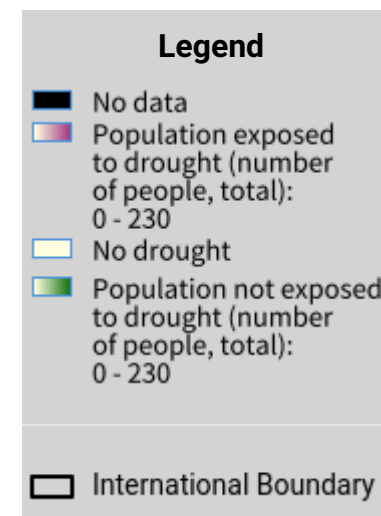 Legend
No data
Population exposed
to drought (number
of people, total):
0 - 230
No drought
Population not exposed
to drought (number
of people, total):
0 - 230
International Boundary